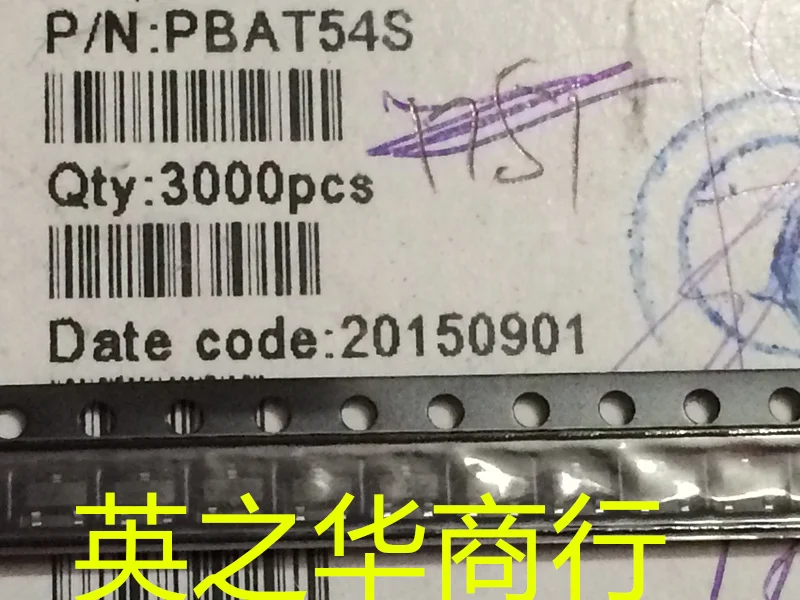 P/N:PBAT54S
Qty:3000pcs
Date code:20150901
英之华商行